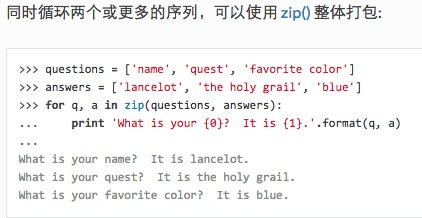 同时循环两个或更多的序列，可以使用 zip() 整体打包:
>>> questions = ['name', 'quest', 'favorite color']
>>> answers = ['lancelot', 'the holy grail', 'blue']
>>> for q, a in zip(questions, answers):
...     print 'What is your {0}?  It is {1}.'.format(q, a)
...
What is your name?  It is lancelot.
What is your quest?  It is the holy grail.
What is your favorite color?  It is blue.